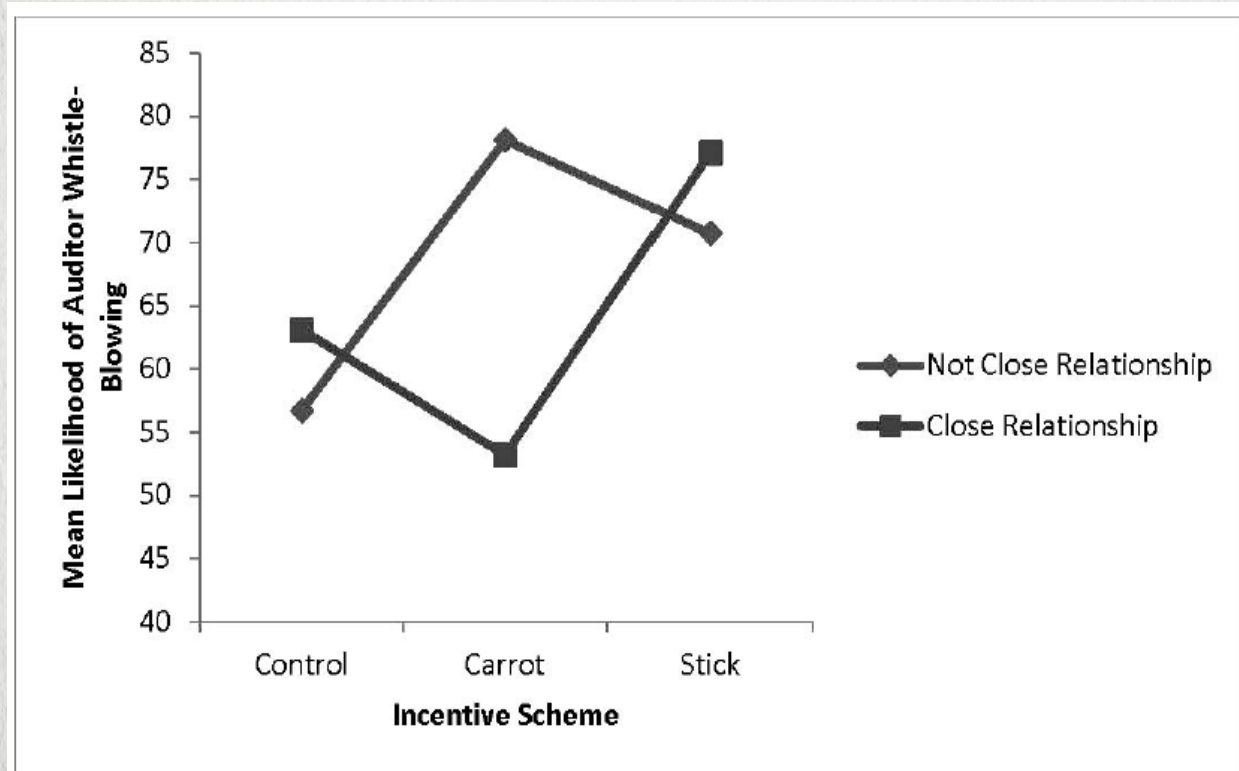 Mean Likelihood of Auditor Whistle-
Blowing
85
80
75
70
65
60
55
50
45
40
Control
Carrot
Stick
Incentive Scheme
Not Close Relationship
Close Relationship